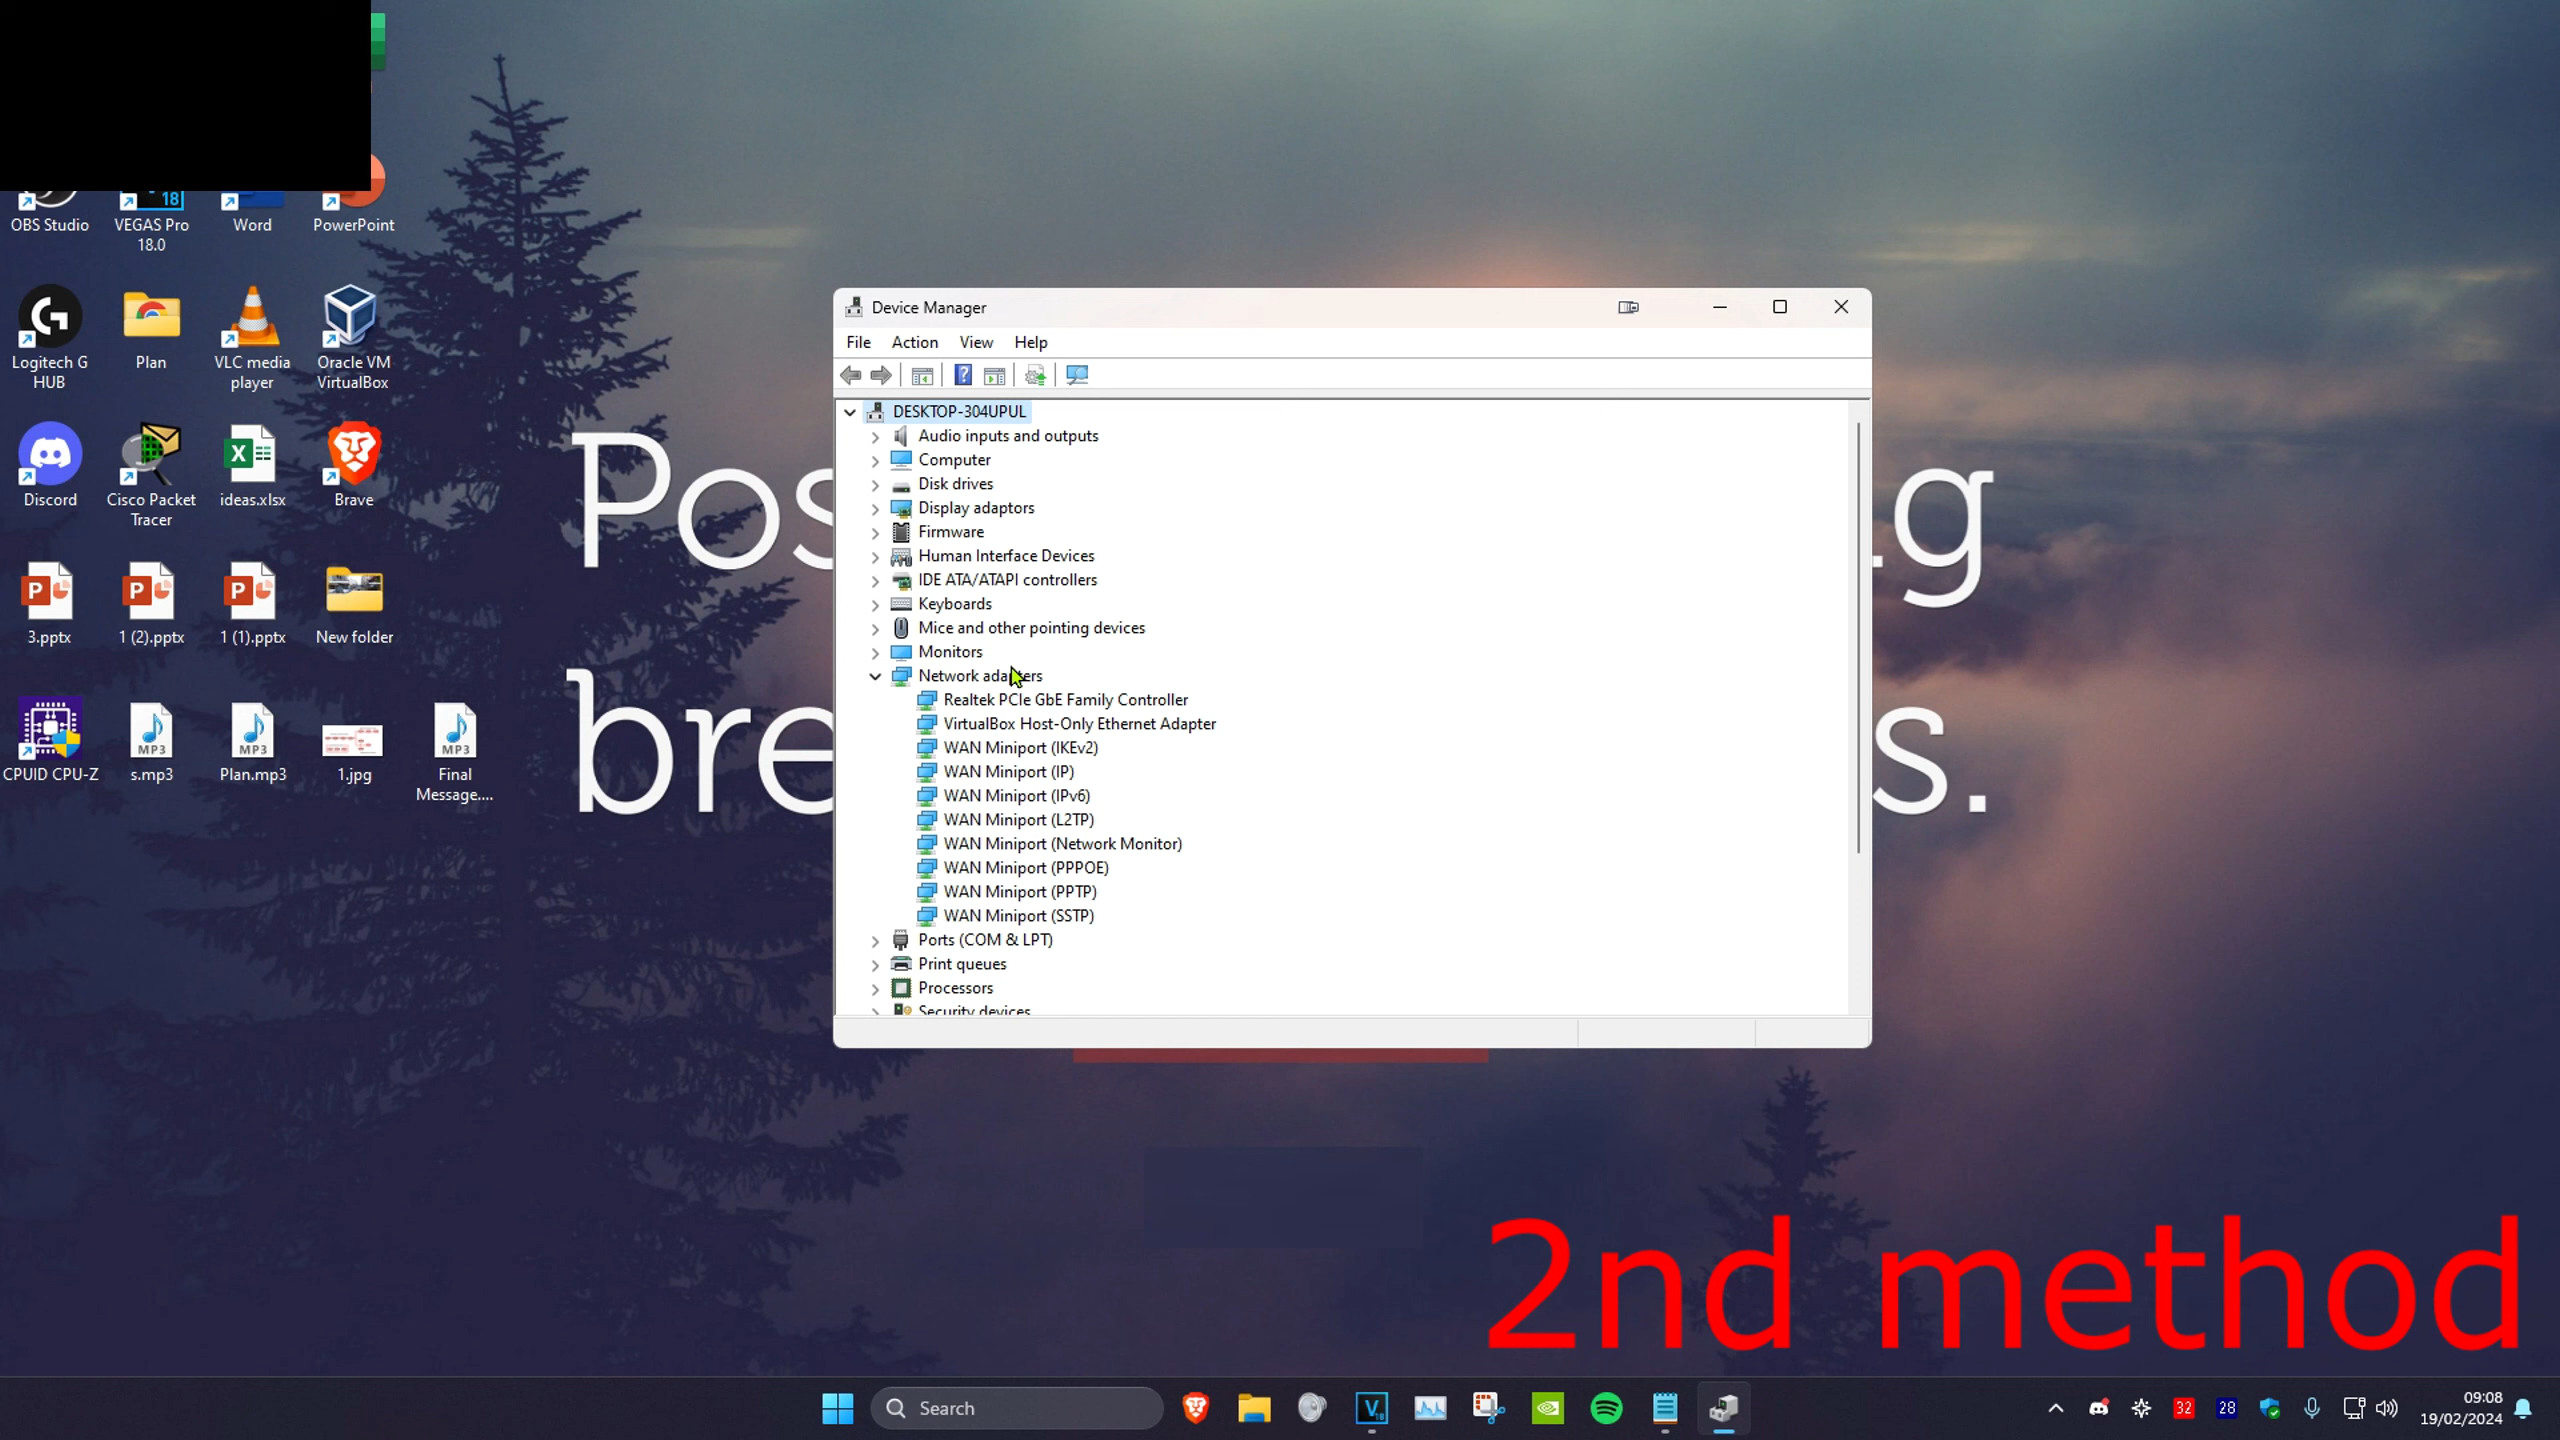 18
OBS Studio
VEGAS Pro
18.0
Word
PowerPoint
Logitech G
HUB
Plan
VLC media
player
Oracle VM
VirtualBox
Discord
Cisco Packet
Tracer
ideas.xlsx
Brave
3.pptx
1 (2).pptx
1 (1).pptx
New folder
CPUID CPU-Z
MP3
s.mp3
MP3
Plan.mp3
1.jpg
MP3
Final
Message....
Pos
g
bre
s.
Device Manager
File Action View Help
DESKTOP-304UPUL
Audio inputs and outputs
Computer
Disk drives
Display adaptors
Firmware
Human Interface Devices
IDE ATA/ATAPI controllers
Keyboards
Mice and other pointing devices
Monitors
Network adapters
Realtek PCIe GbE Family Controller
VirtualBox Host-Only Ethernet Adapter
WAN Miniport (IKEv2)
WAN Miniport (IP)
WAN Miniport (IPv6)
WAN Miniport (L2TP)
WAN Miniport (Network Monitor)
WAN Miniport (PPPOE)
WAN Miniport (PPTP)
WAN Miniport (SSTP)
Ports (COM & LPT)
Print queues
Processors
Security devices
2nd method
Search
32
28
09:08
19/02/2024